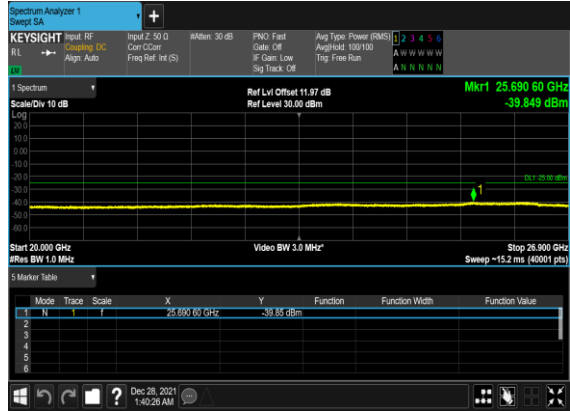 Spectrum Analyzer 1
Swept SA
+
KEYSIGHT
RL
Input: RF
Coupling: DC
Align: Auto
Input Z: 50 Ω
Corr CCorr
Freq Ref: Int (S)
#Atten: 30 dB
PNO: Fast
Gate: Off
IF Gain: Low
Sig Track: Off
Avg Type: Power (RMS)
Avg|Hold: 100/100
Trig: Free Run
1 2 3 4 5 6
A W W W W W
A N N N N N
LV
1 Spectrum
Scale/Div 10 dB
Ref Lvl Offset 11.97 dB
Ref Level 30.00 dBm
Mkr1 25.690 60 GHz
-39.849 dBm
Log
20.0
10.0
0.00
-10.0
-20.0
-30.0
-40.0
-50.0
-60.0
DL1 -25.00 dBm
1
Start 20.000 GHz
#Res BW 1.0 MHz
Video BW 3.0 MHz*
Stop 26.900 GHz
Sweep ~15.2 ms (40001 pts)
5 Marker Table
Mode Trace Scale X Y Function Function Width Function Value
1 N 1 f 25.690 60 GHz -39.85 dBm
2
3
4
5
6
?
Dec 28, 2021
1:40:26 AM